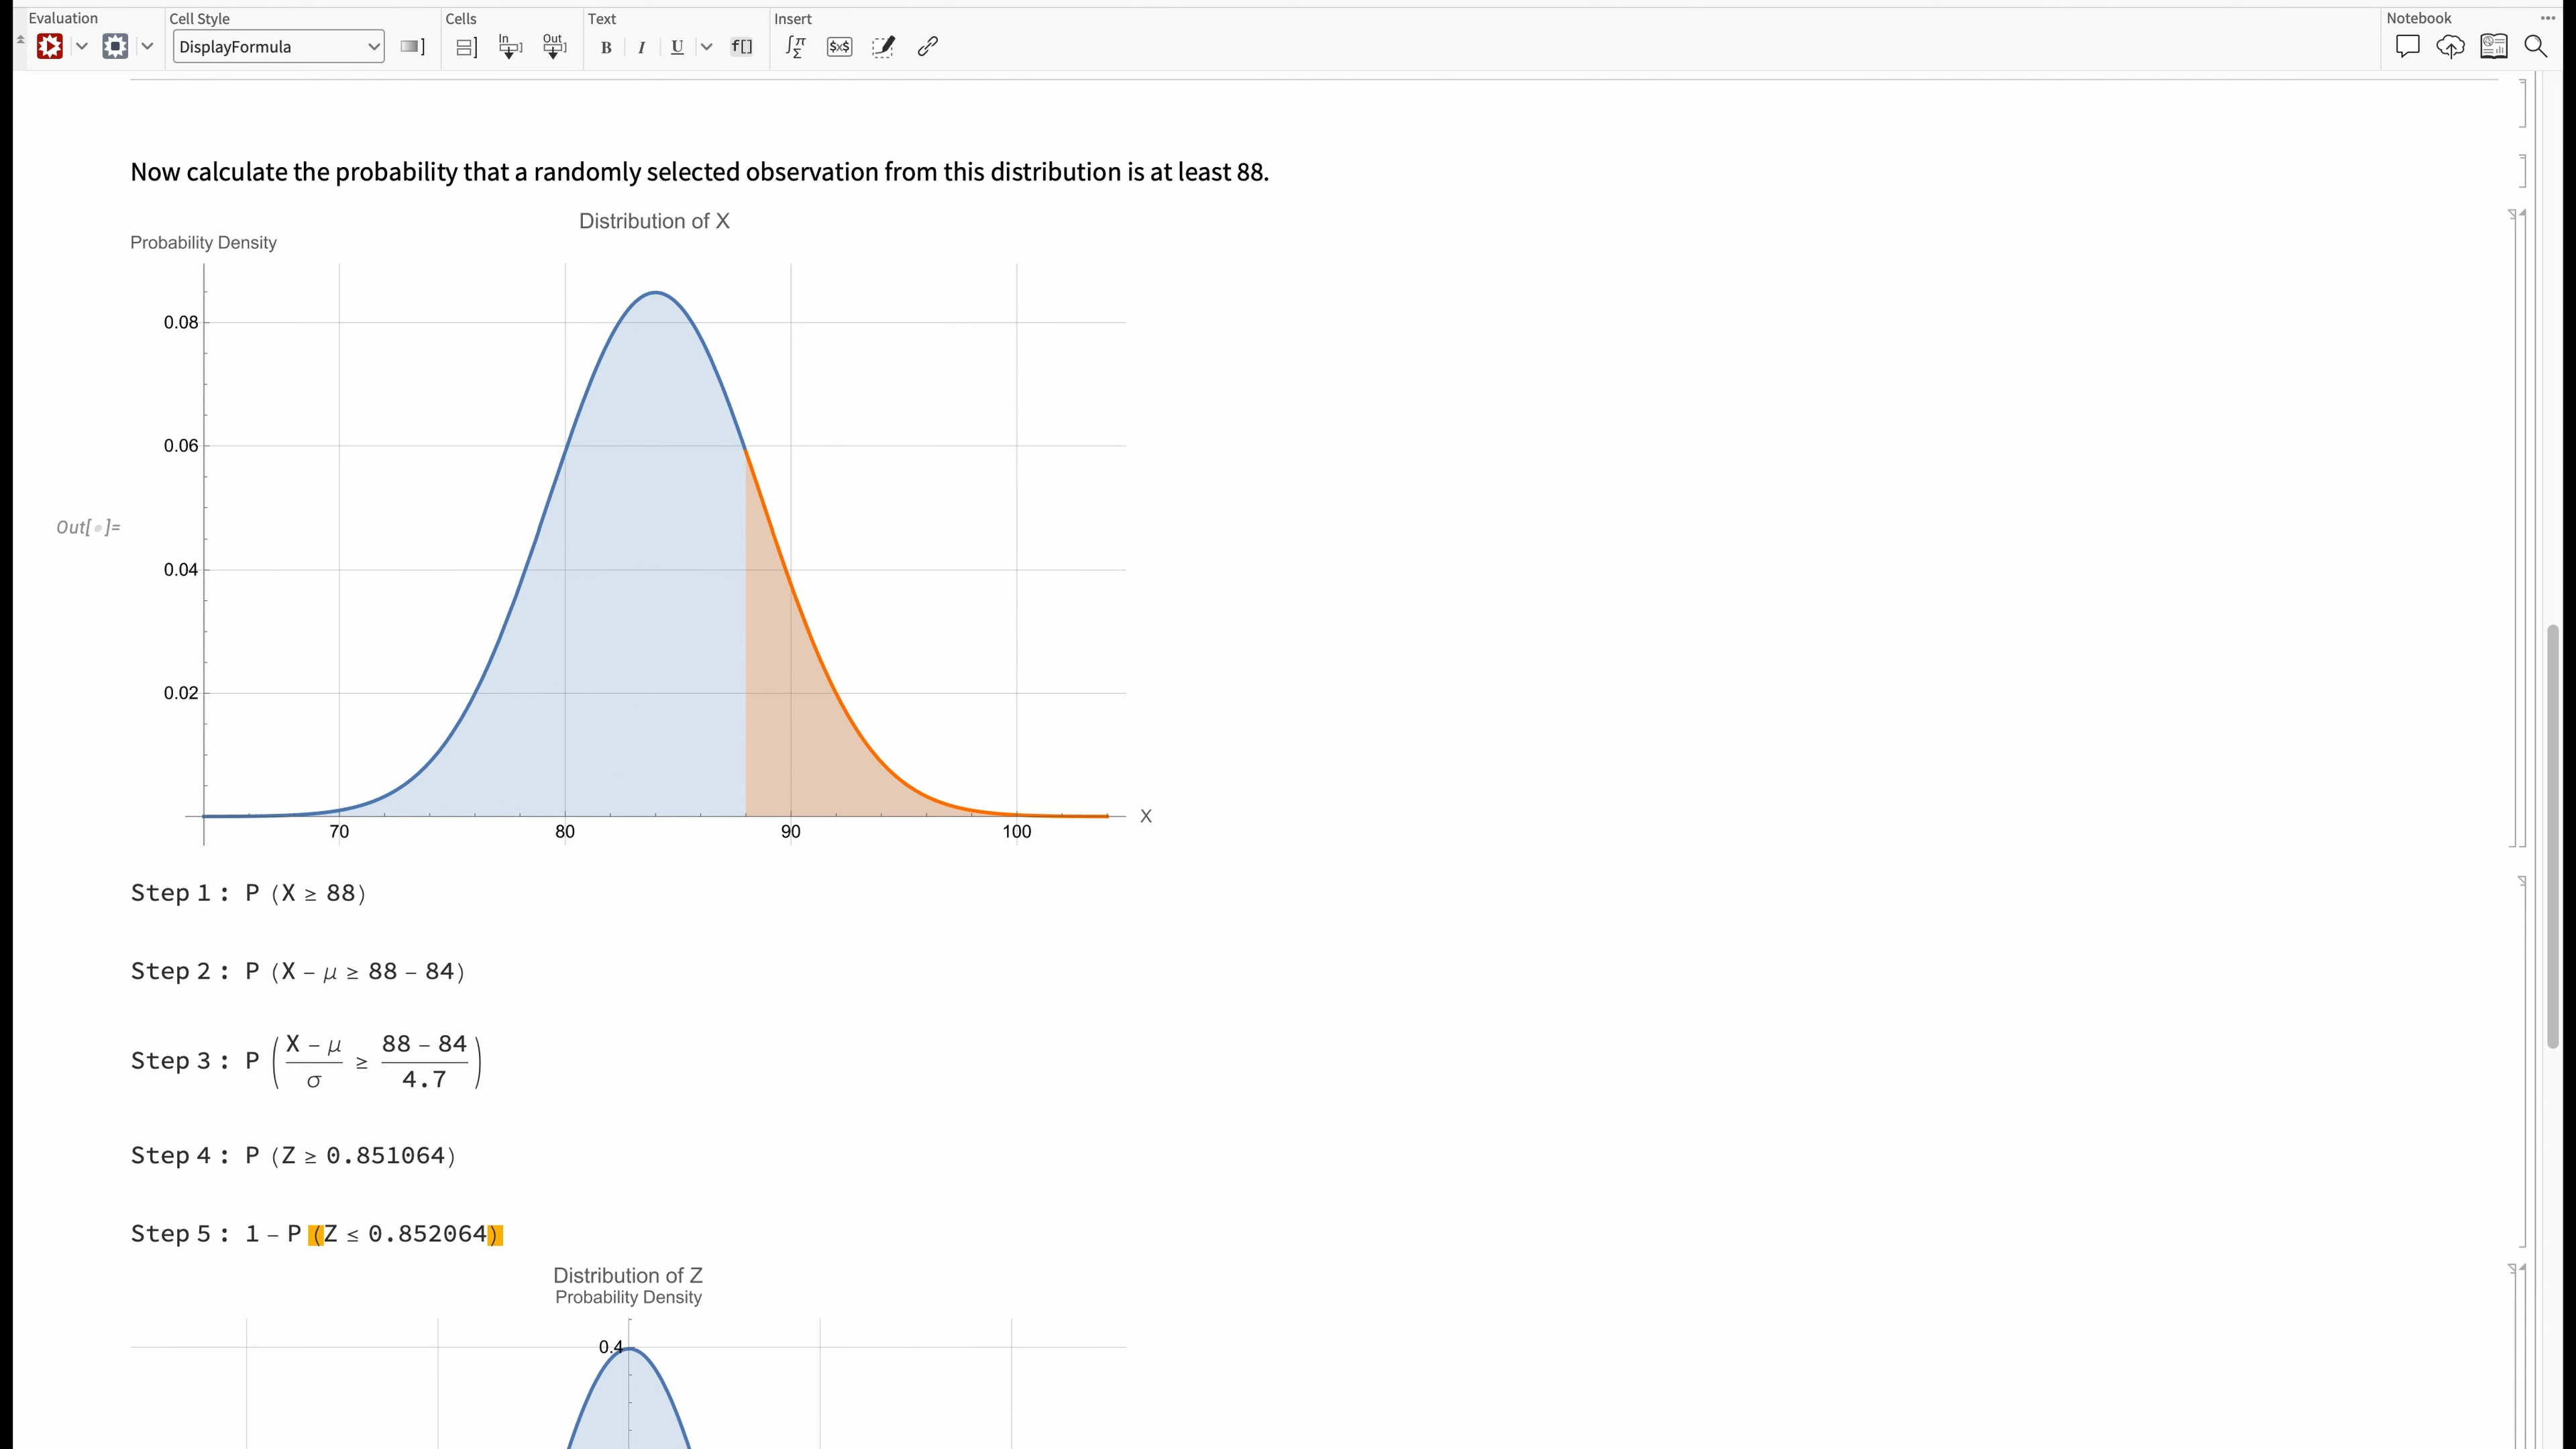 Evaluation Cell Style Cells Text Insert Notebook
DisplayFormula In Out B I U f[] ∫π Σ $x$
Now calculate the probability that a randomly selected observation from this distribution is at least 88.
Distribution of X
Probability Density
0.08
0.06
Out[ ]=
0.04
0.02
X
70 80 90 100
Step 1 : P (X ≥ 88)
Step 2 : P (X – μ ≥ 88 – 84)
Step 3 : P ( (X – μ)/σ ≥ (88 – 84)/4.7 )
Step 4 : P (Z ≥ 0.851064)
Step 5 : 1 – P (Z ≤ 0.852064)
Distribution of Z
Probability Density
0.4